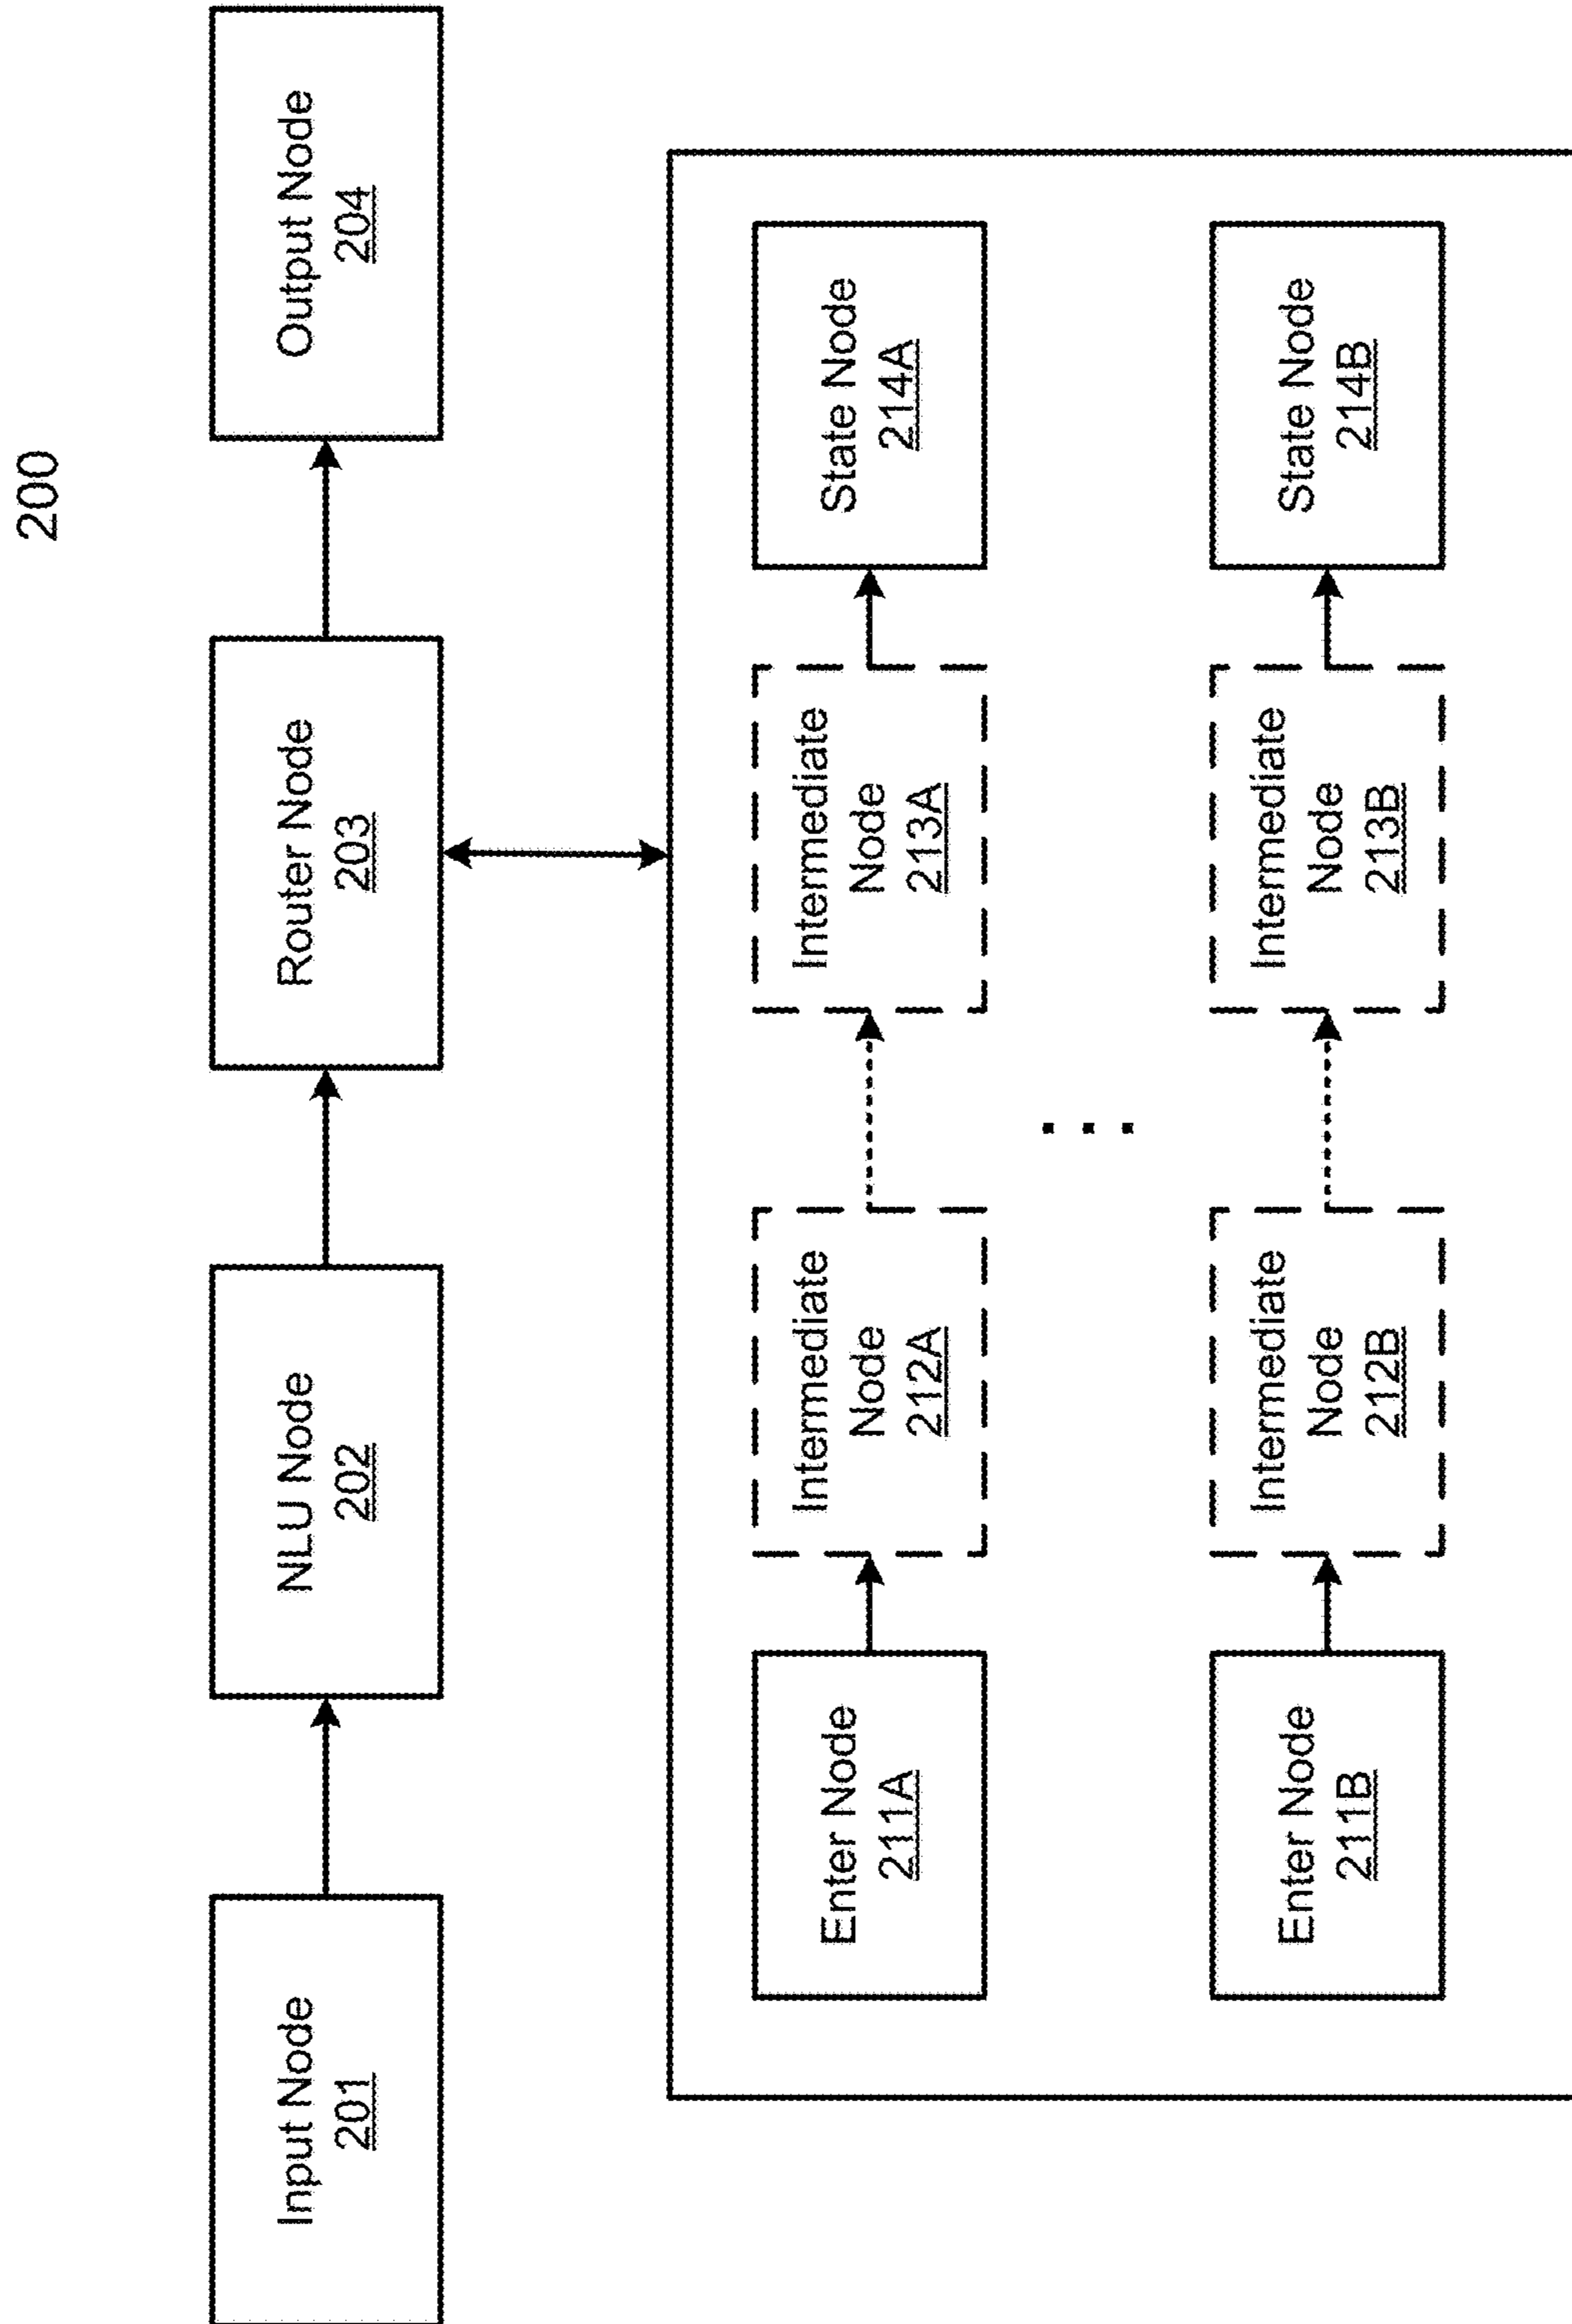 200
Input Node
201
NLU Node
202
Router Node
203
Output Node
204
Enter Node
211A
Intermediate
Node
212A
Intermediate
Node
213A
State Node
214A
. . .
Enter Node
211B
Intermediate
Node
212B
Intermediate
Node
213B
State Node
214B